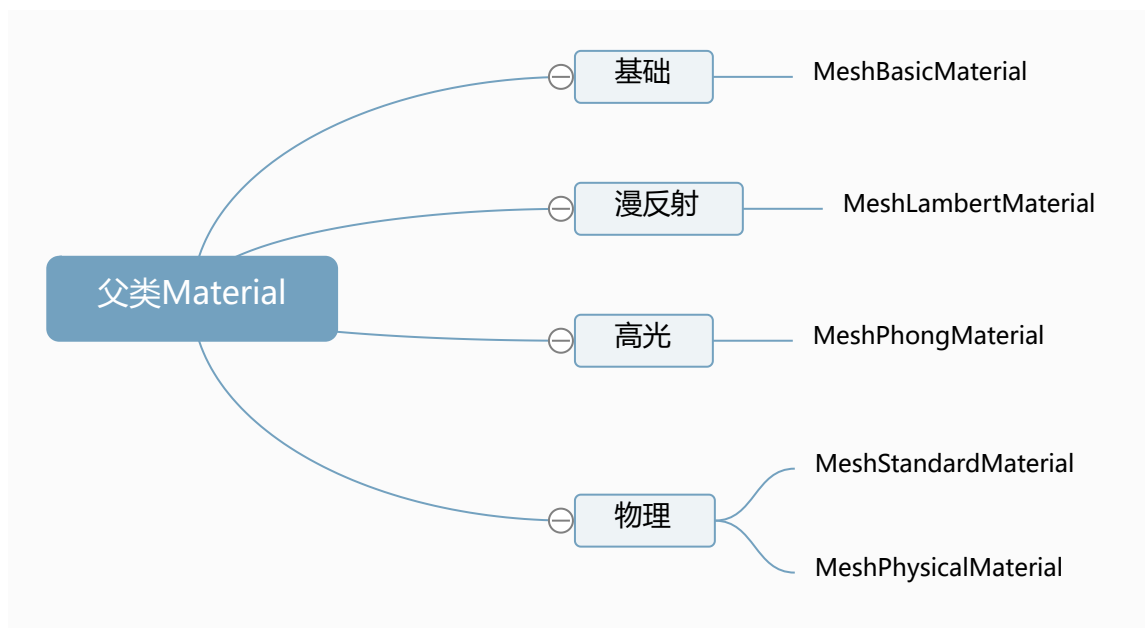 父类Material
基础
MeshBasicMaterial
漫反射
MeshLambertMaterial
高光
MeshPhongMaterial
物理
MeshStandardMaterial
MeshPhysicalMaterial